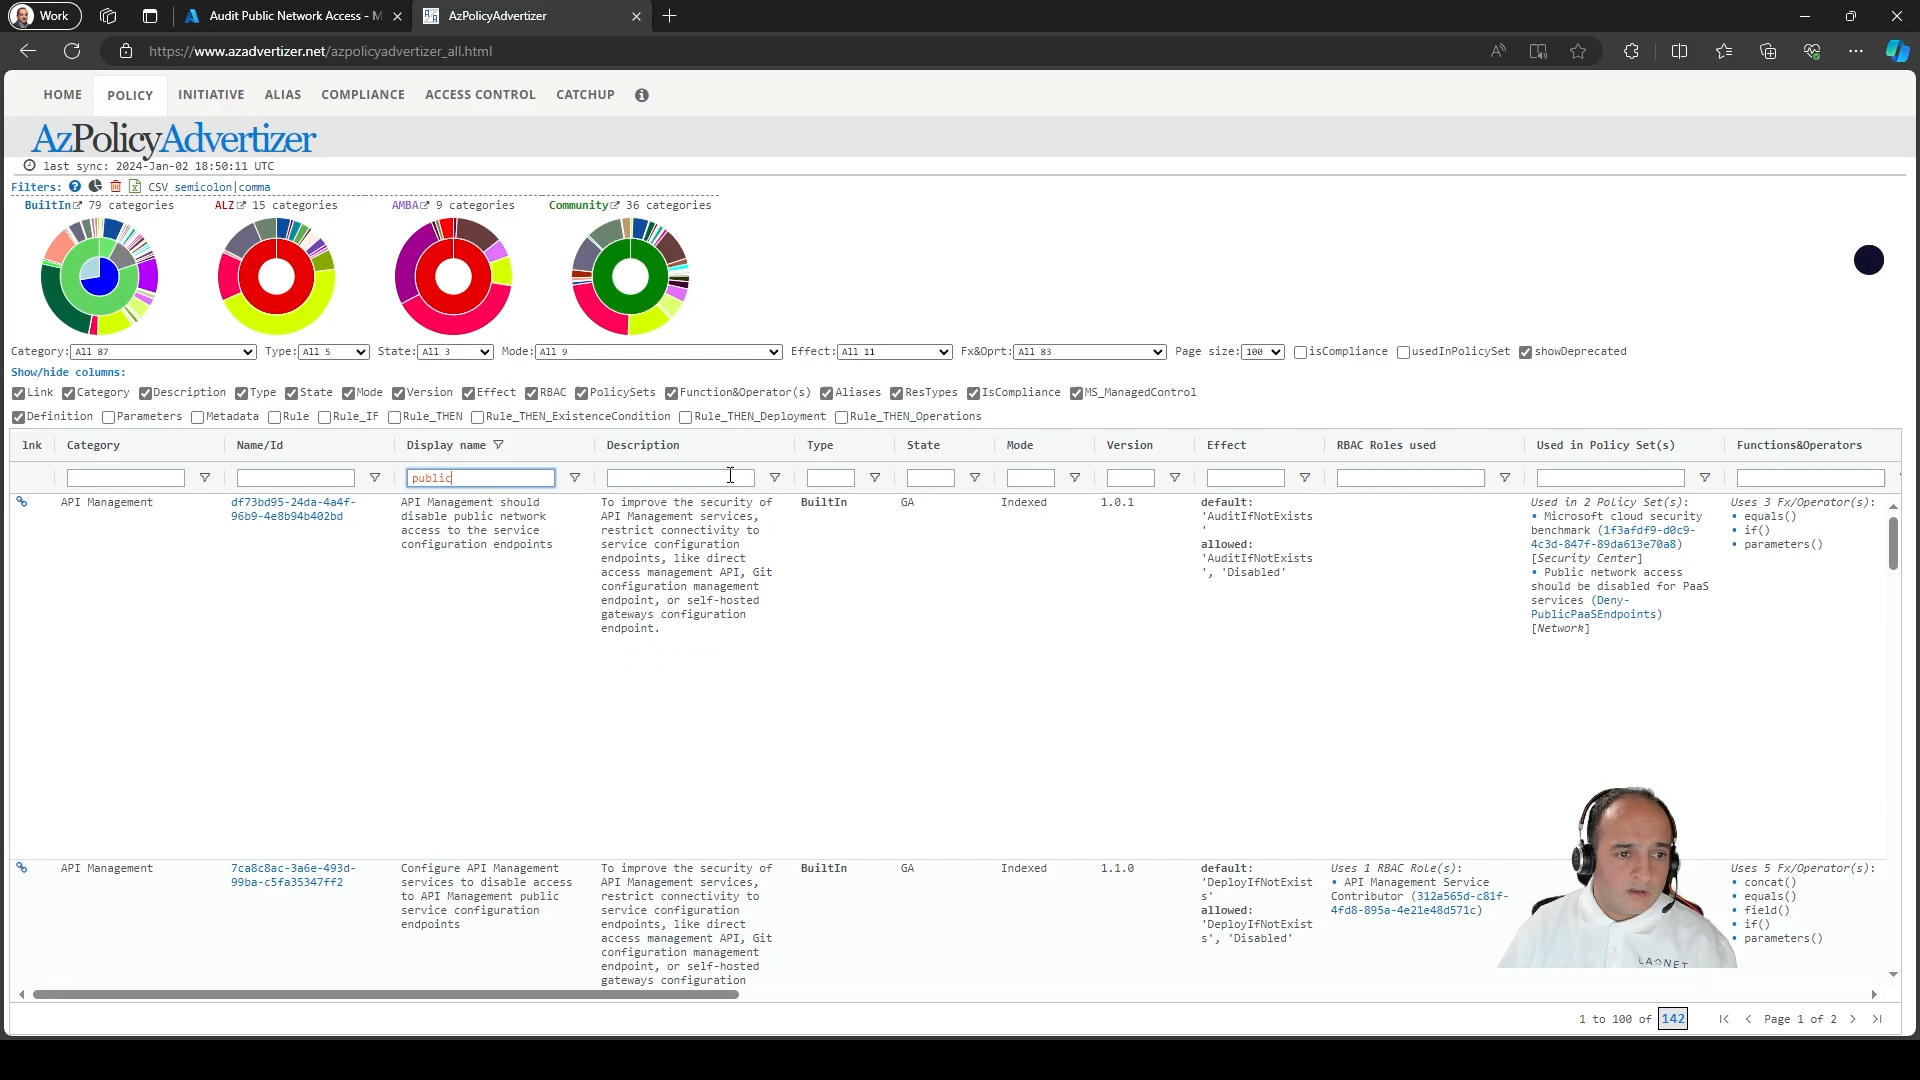 Work
Audit Public Network Access - M
AzPolicyAdvertizer
https://www.azadvertizer.net/azpolicyadvertizer_all.html
HOME POLICY INITIATIVE ALIAS COMPLIANCE ACCESS CONTROL CATCHUP
AzPolicyAdvertizer
last sync: 2024-Jan-02 18:50:11 UTC
Filters: ? CSV semicolon|comma
BuiltIn 79 categories ALZ 15 categories AMBA 9 categories Community 36 categories
Category: All 87 Type: All 5 State: All 3 Mode: All 9 Effect: All 11 Fx&Oprt: All 83 Page size: 100 isCompliance usedInPolicySet showDeprecated
Show/hide columns:
Link Category Description Type State Mode Version Effect RBAC PolicySets Function&Operator(s) Aliases ResTypes IsCompliance MS_ManagedControl
Definition Parameters Metadata Rule Rule_IF Rule_THEN Rule_THEN_ExistenceCondition Rule_THEN_Deployment Rule_THEN_Operations
lnk Category Name/Id Display name Description Type State Mode Version Effect RBAC Roles used Used in Policy Set(s) Functions&Operators
public
API Management
df73bd95-24da-4a4f-
96b9-4e8b94b402bd
API Management should
disable public network
access to the service
configuration endpoints
To improve the security of
API Management services,
restrict connectivity to
service configuration
endpoints, like direct
access management API, Git
configuration management
endpoint, or self-hosted
gateways configuration
endpoint.
BuiltIn
GA
Indexed
1.0.1
default:
'AuditIfNotExists
'
allowed:
'AuditIfNotExists
', 'Disabled'
Used in 2 Policy Set(s):
• Microsoft cloud security
benchmark (1f3afdf9-d0c9-
4c3d-847f-89da613e70a8)
[Security Center]
• Public network access
should be disabled for PaaS
services (Deny-
PublicPaaSEndpoints)
[Network]
Uses 3 Fx/Operator(s):
• equals()
• if()
• parameters()
API Management
7ca8c8ac-3a6e-493d-
99ba-c5fa35347ff2
Configure API Management
services to disable access
to API Management public
service configuration
endpoints
To improve the security of
API Management services,
restrict connectivity to
service configuration
endpoints, like direct
access management API, Git
configuration management
endpoint, or self-hosted
gateways configuration
BuiltIn
GA
Indexed
1.1.0
default:
'DeployIfNotExist
s'
allowed:
'DeployIfNotExist
s', 'Disabled'
Uses 1 RBAC Role(s):
• API Management Service
Contributor (312a565d-c81f-
4fd8-895a-4e21e48d571c)
Uses 5 Fx/Operator(s):
• concat()
• equals()
• field()
• if()
• parameters()
1 to 100 of 142 Page 1 of 2